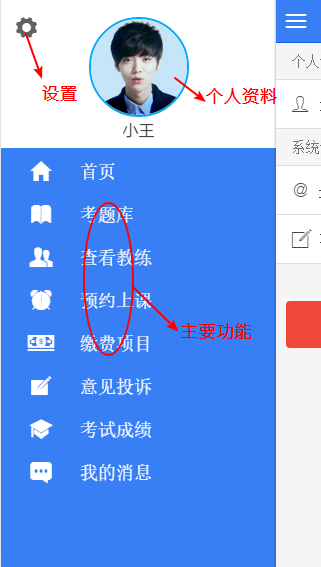 设置
个人资料
小王
首页
考题库
查看教练
预约上课
缴费项目
意见投诉
考试成绩
我的消息
主要功能
个人
系统